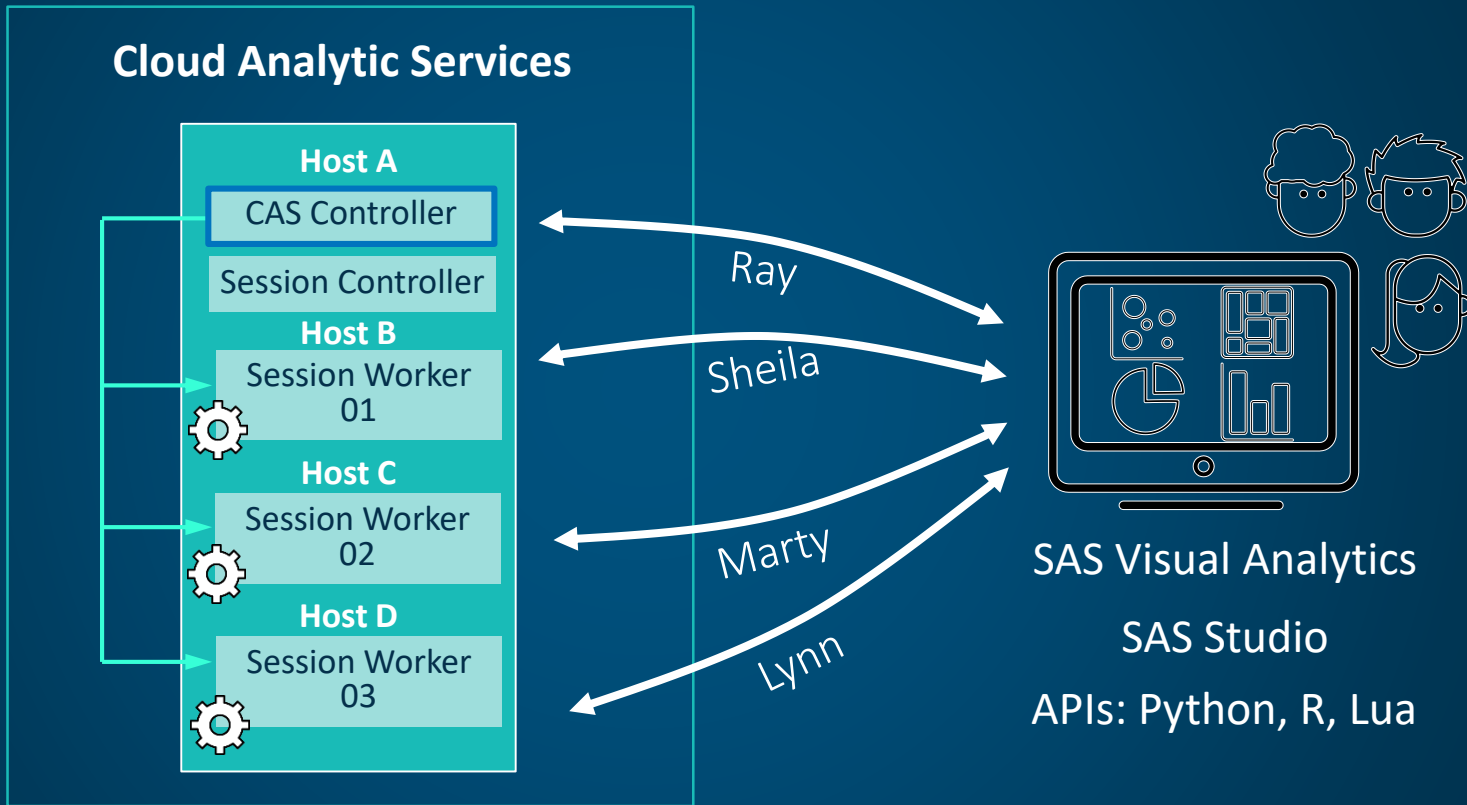 Cloud Analytic Services
Host A
CAS Controller
Session Controller
Host B
Session Worker
01
Host C
Session Worker
02
Host D
Session Worker
03
Ray
Sheila
Marty
Lynn
SAS Visual Analytics
SAS Studio
APIs: Python, R, Lua